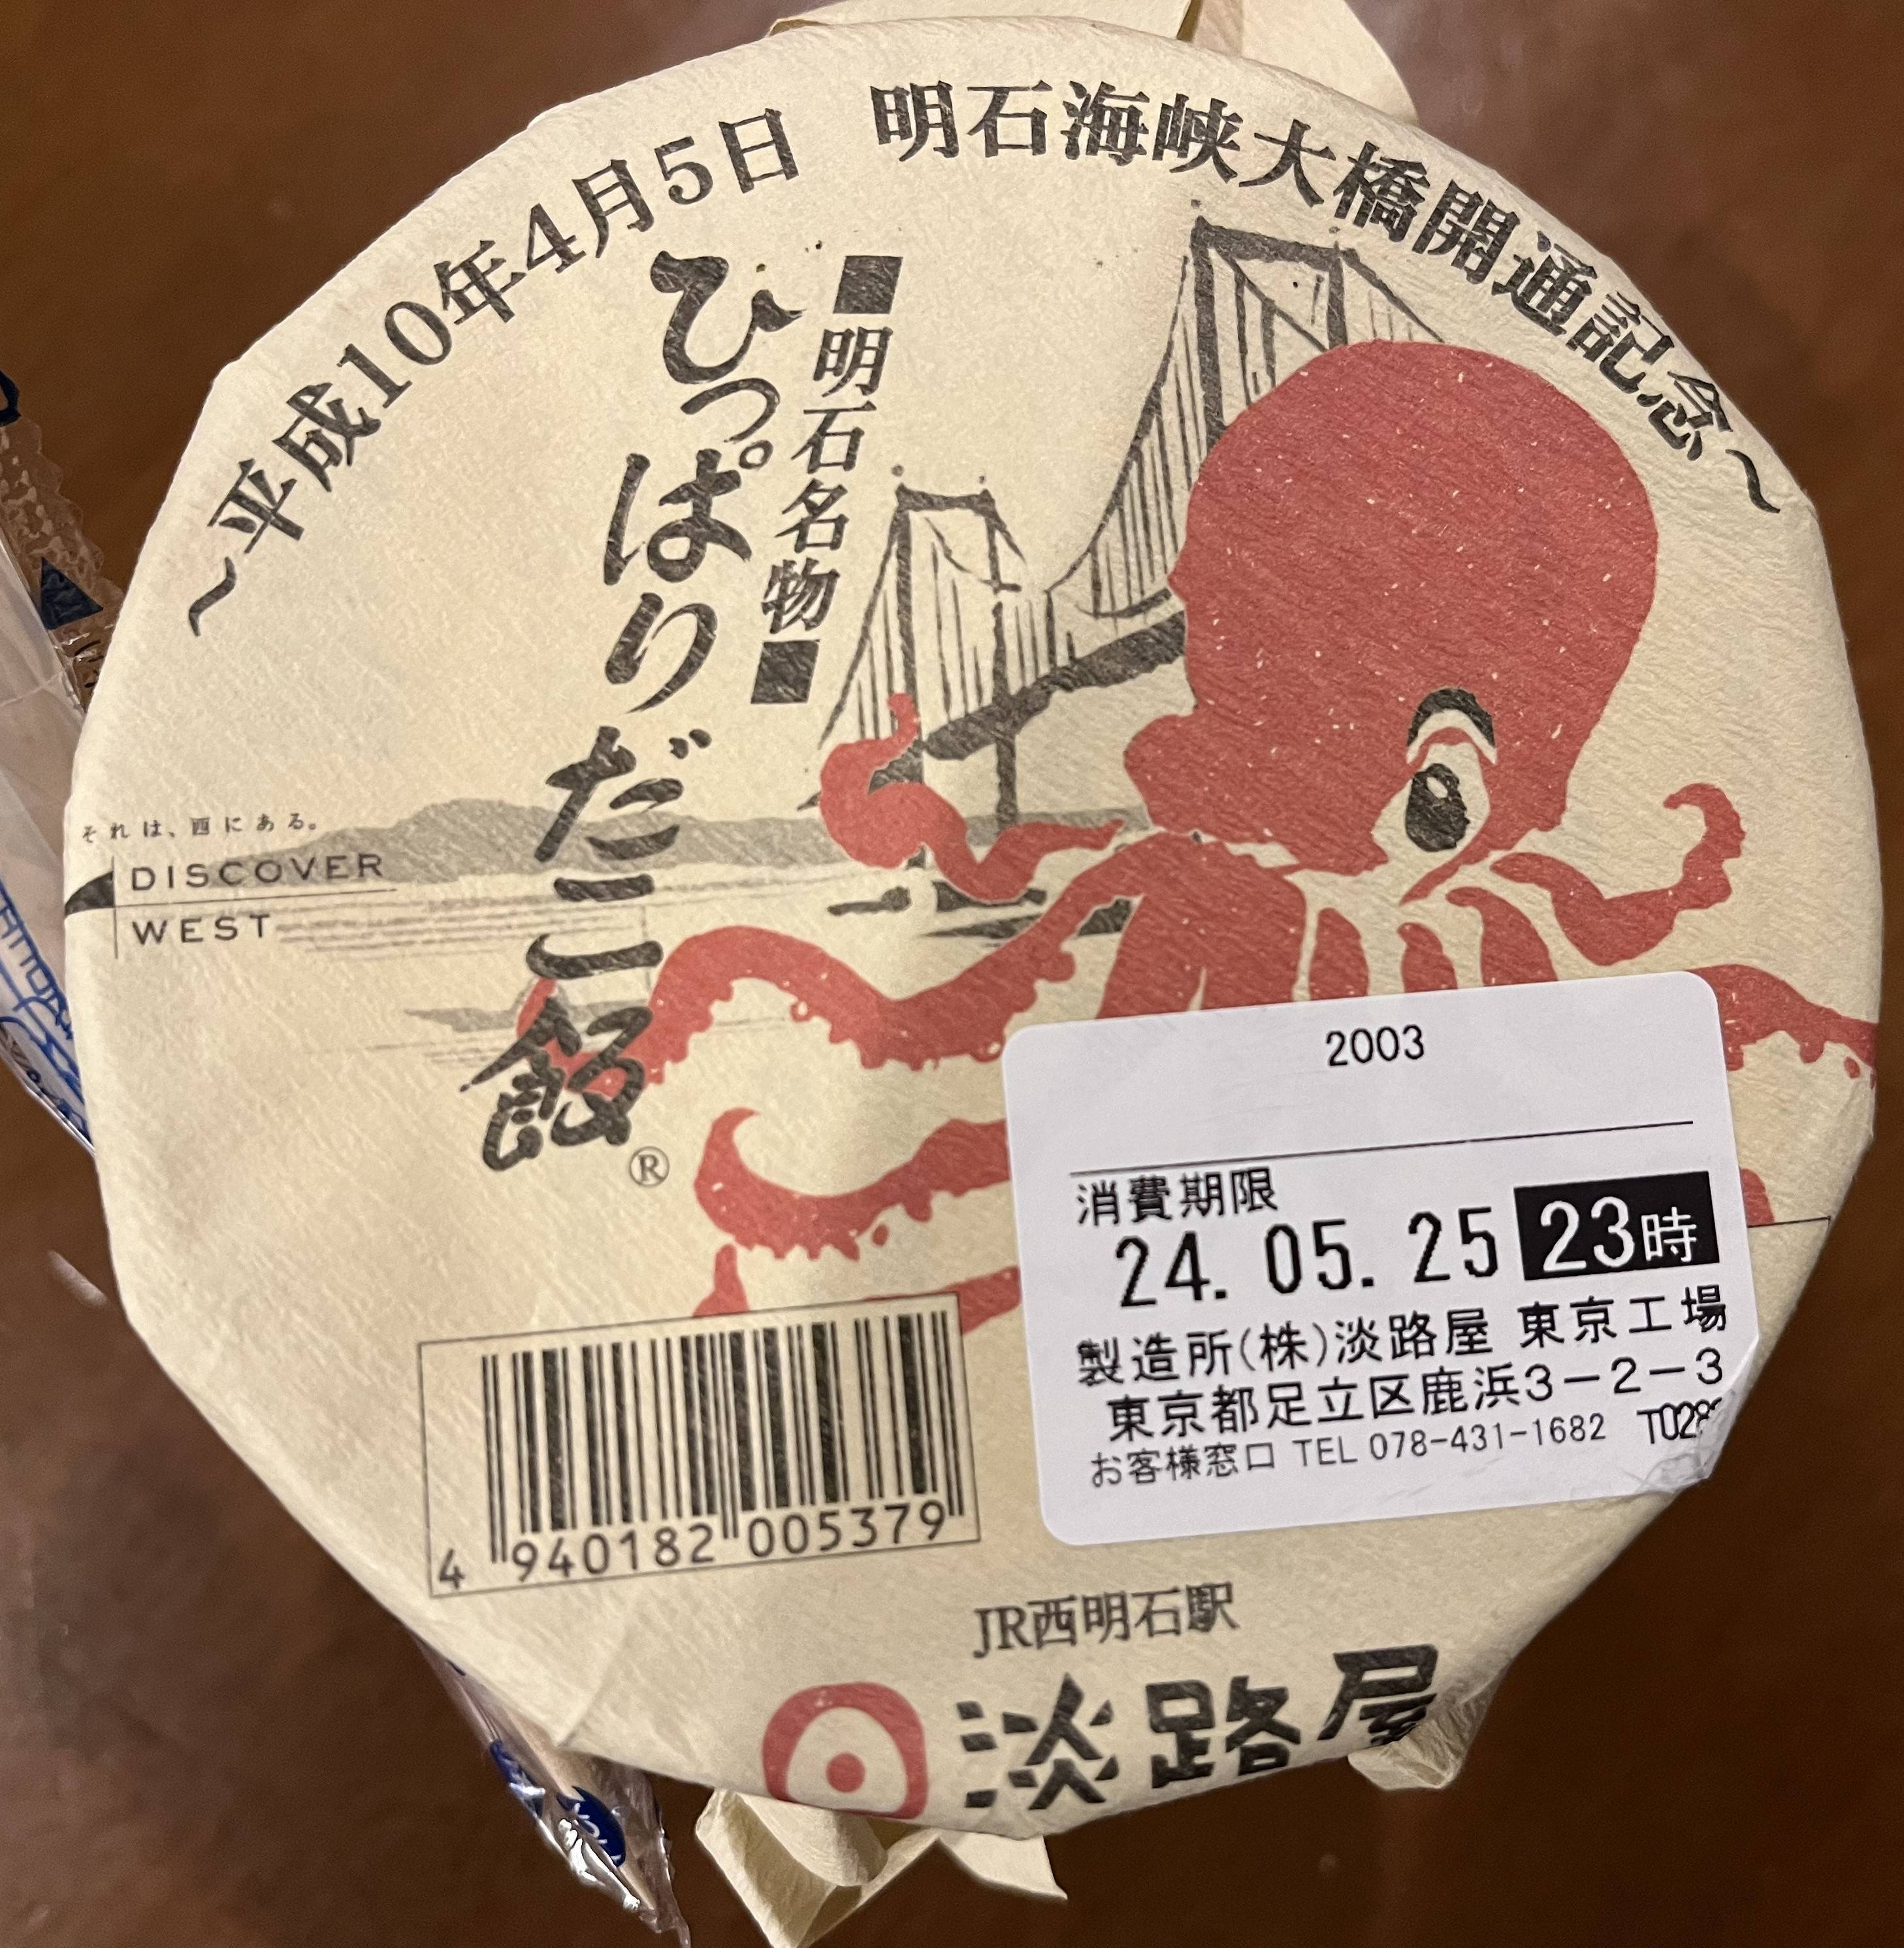 〜平成10年4月5日 明石海峡大橋開通記念〜
■明石名物■
ひっぱりだこ飯®
それは、西にある。
DISCOVER
WEST
2003
消費期限
24.05.25 23時
製造所(株)淡路屋 東京工場
東京都足立区鹿浜3-2-3
お客様窓口 TEL 078-431-1682
4 940182 005379
JR西明石駅
淡路屋